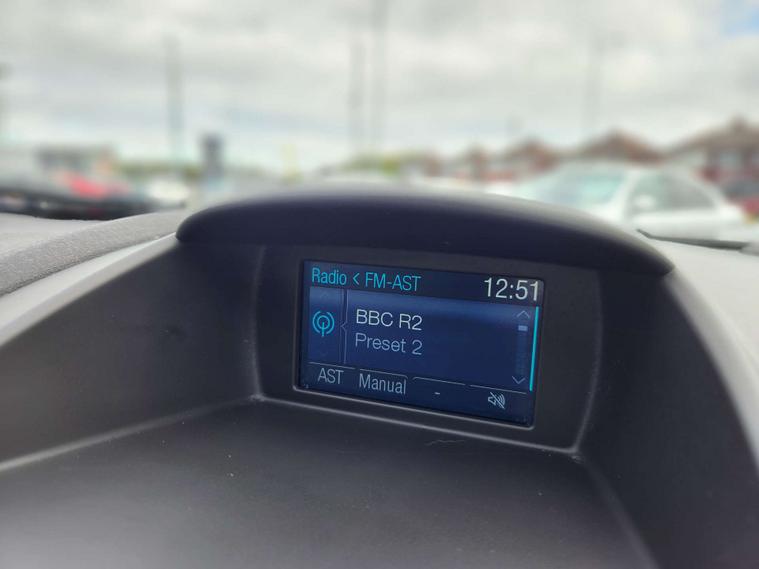 Radio < FM-AST 12:51
BBC R2
Preset 2
AST Manual -